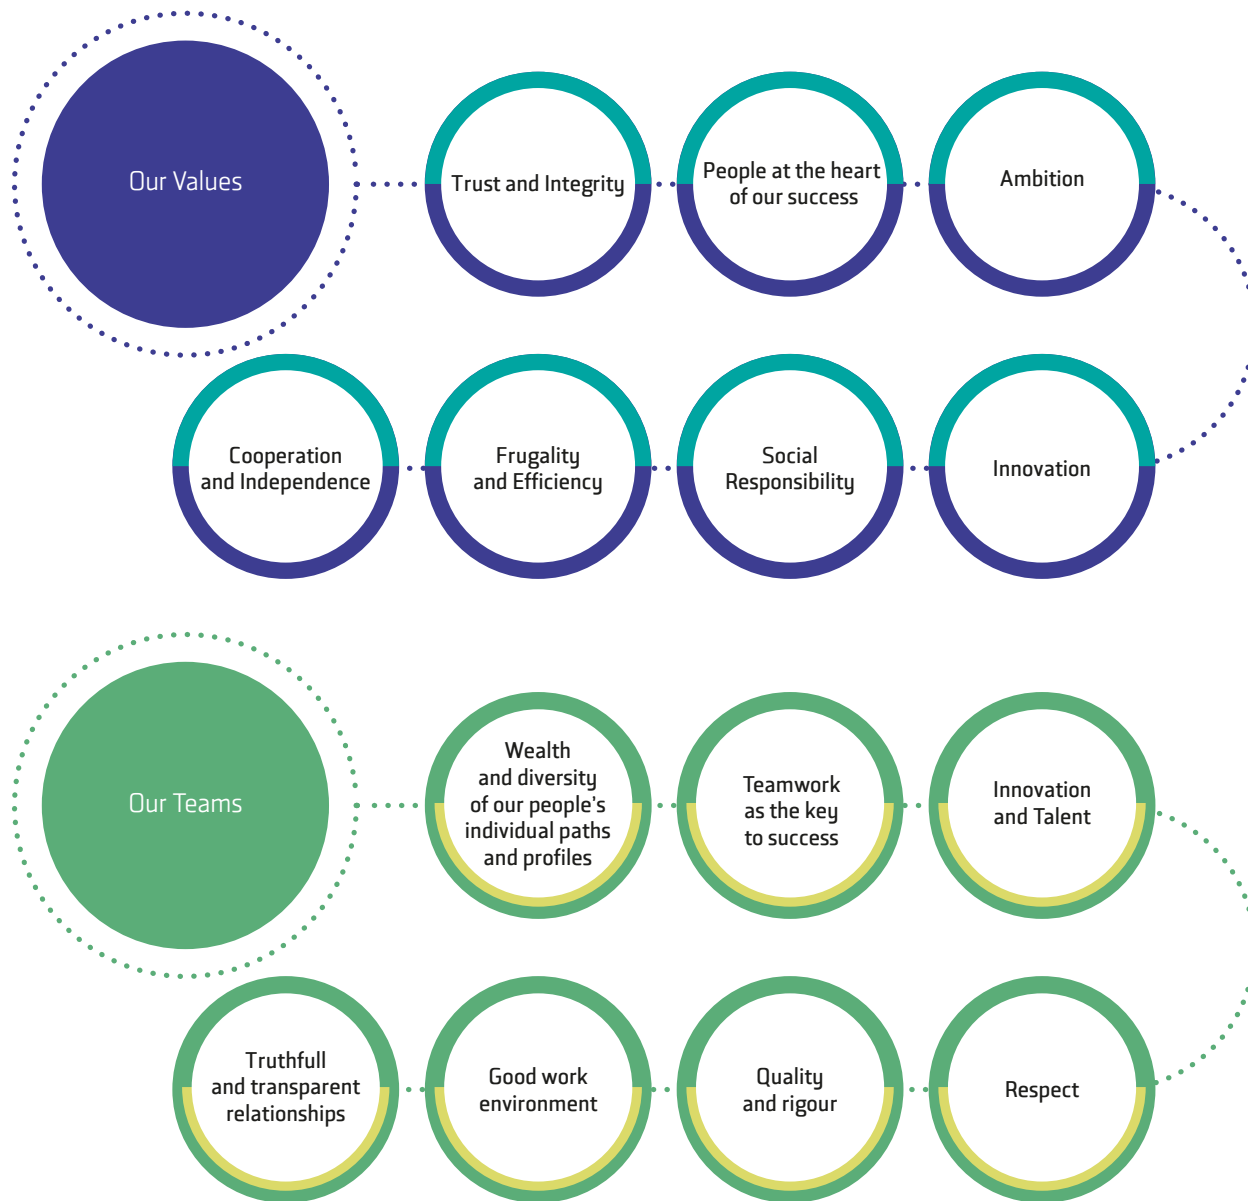 Our Values
Trust and Integrity
People at the heart
of our success
Ambition
Cooperation
and Independence
Frugality
and Efficiency
Social
Responsibility
Innovation
Our Teams
Wealth
and diversity
of our people's
individual paths
and profiles
Teamwork
as the key
to success
Innovation
and Talent
Truthfull
and transparent
relationships
Good work
environment
Quality
and rigour
Respect